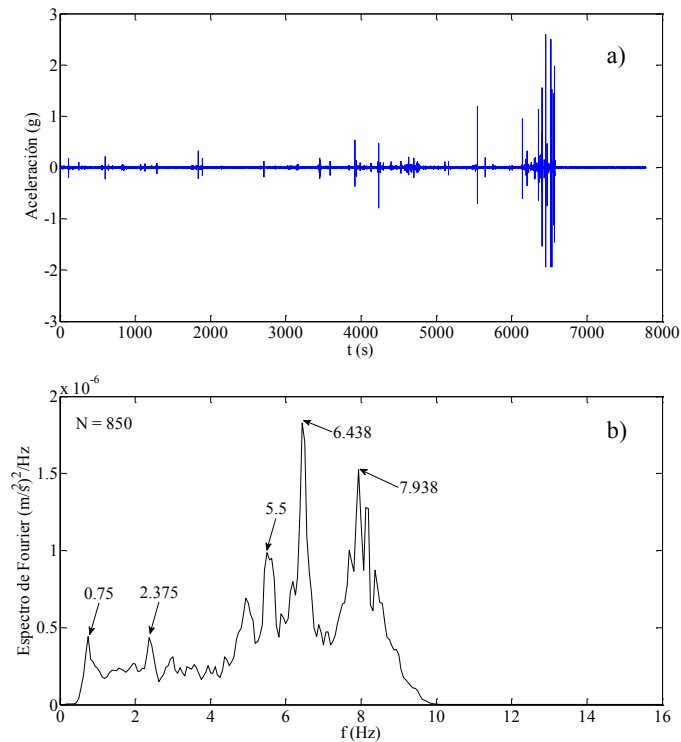 a)
3
2
1
0
-1
-2
-3
Aceleración (g)
0 1000 2000 3000 4000 5000 6000 7000 8000
t (s)
x 10^-6
N = 850
b)
2
1.5
1
0.5
0
Espectro de Fourier (m/s²)²/Hz
0.75
2.375
5.5
6.438
7.938
0 2 4 6 8 10 12 14 16
f (Hz)